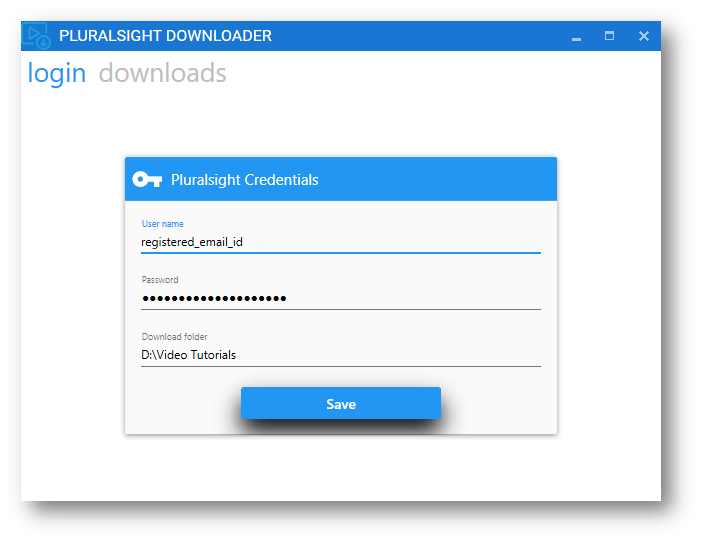 PLURALSIGHT DOWNLOADER
login downloads
Pluralsight Credentials
User name
registered_email_id
Password
••••••••••••••••••••
Download folder
D:\Video Tutorials
Save